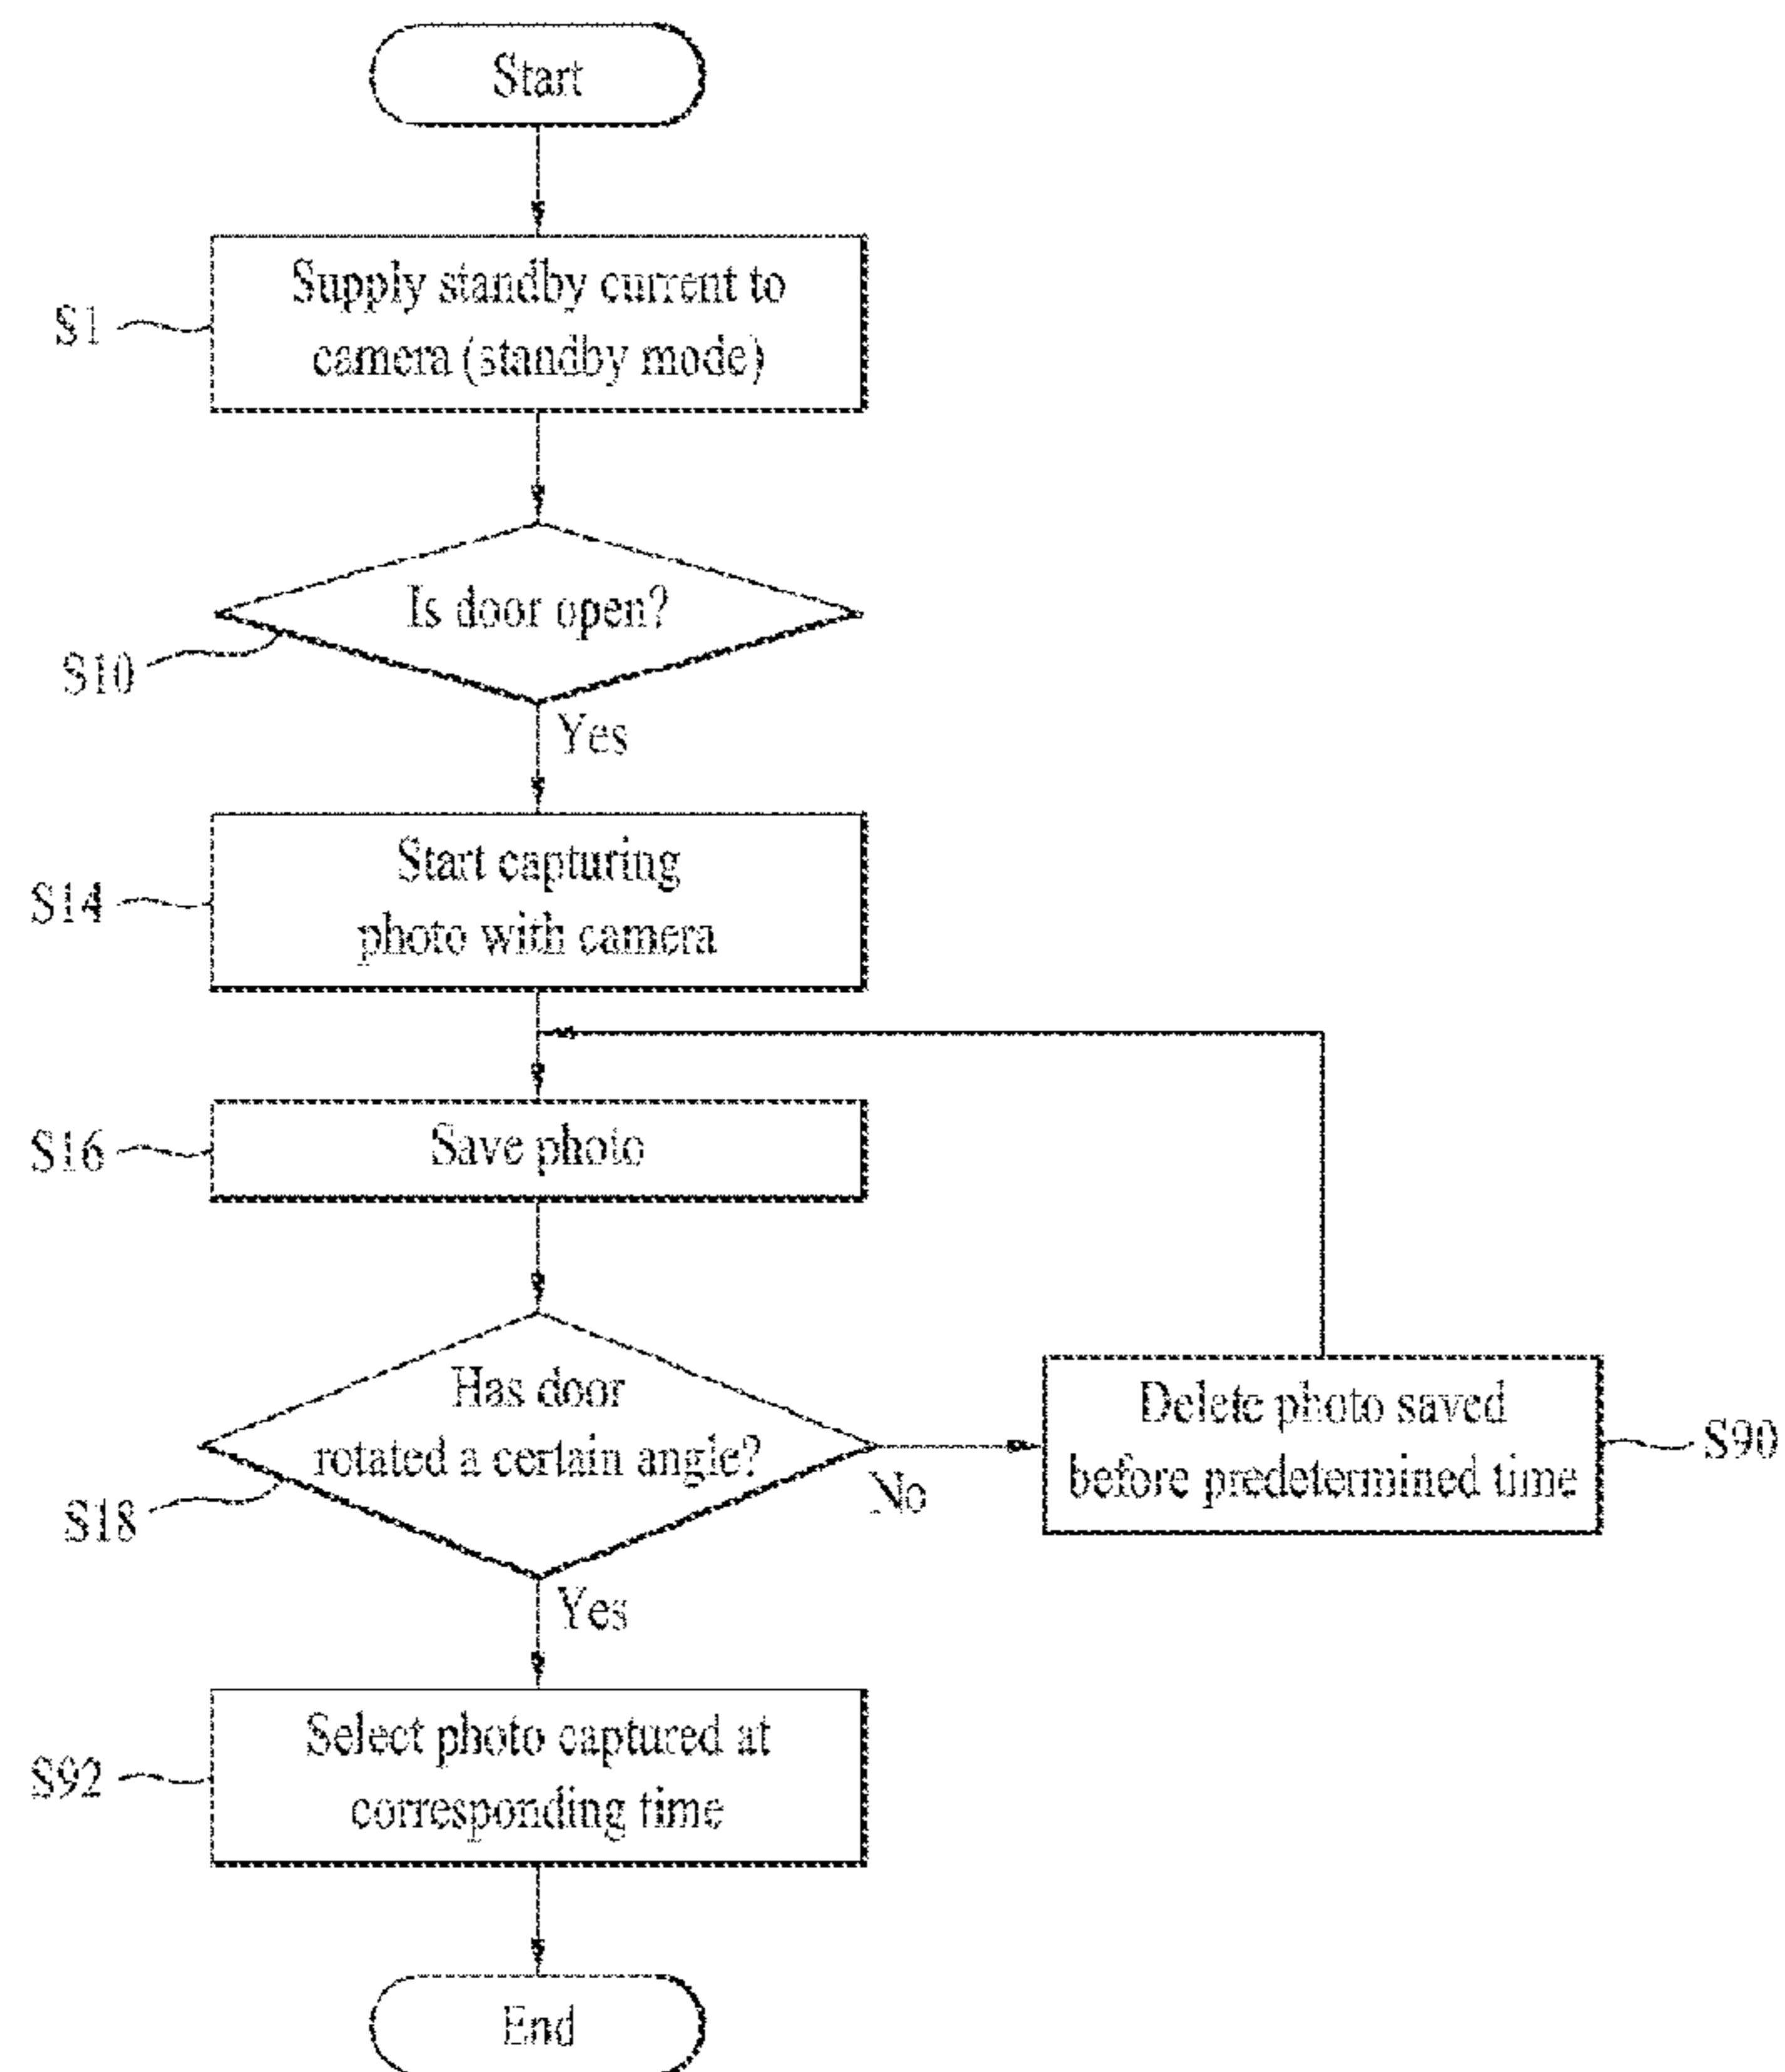 Start
Supply standby current to
camera (standby mode)
S1
Is door open?
S10
Yes
Start capturing
photo with camera
S14
Save photo
S16
Has door
rotated a certain angle?
S18
No
Delete photo saved
before predetermined time
S90
Yes
Select photo captured at
corresponding time
S92
End